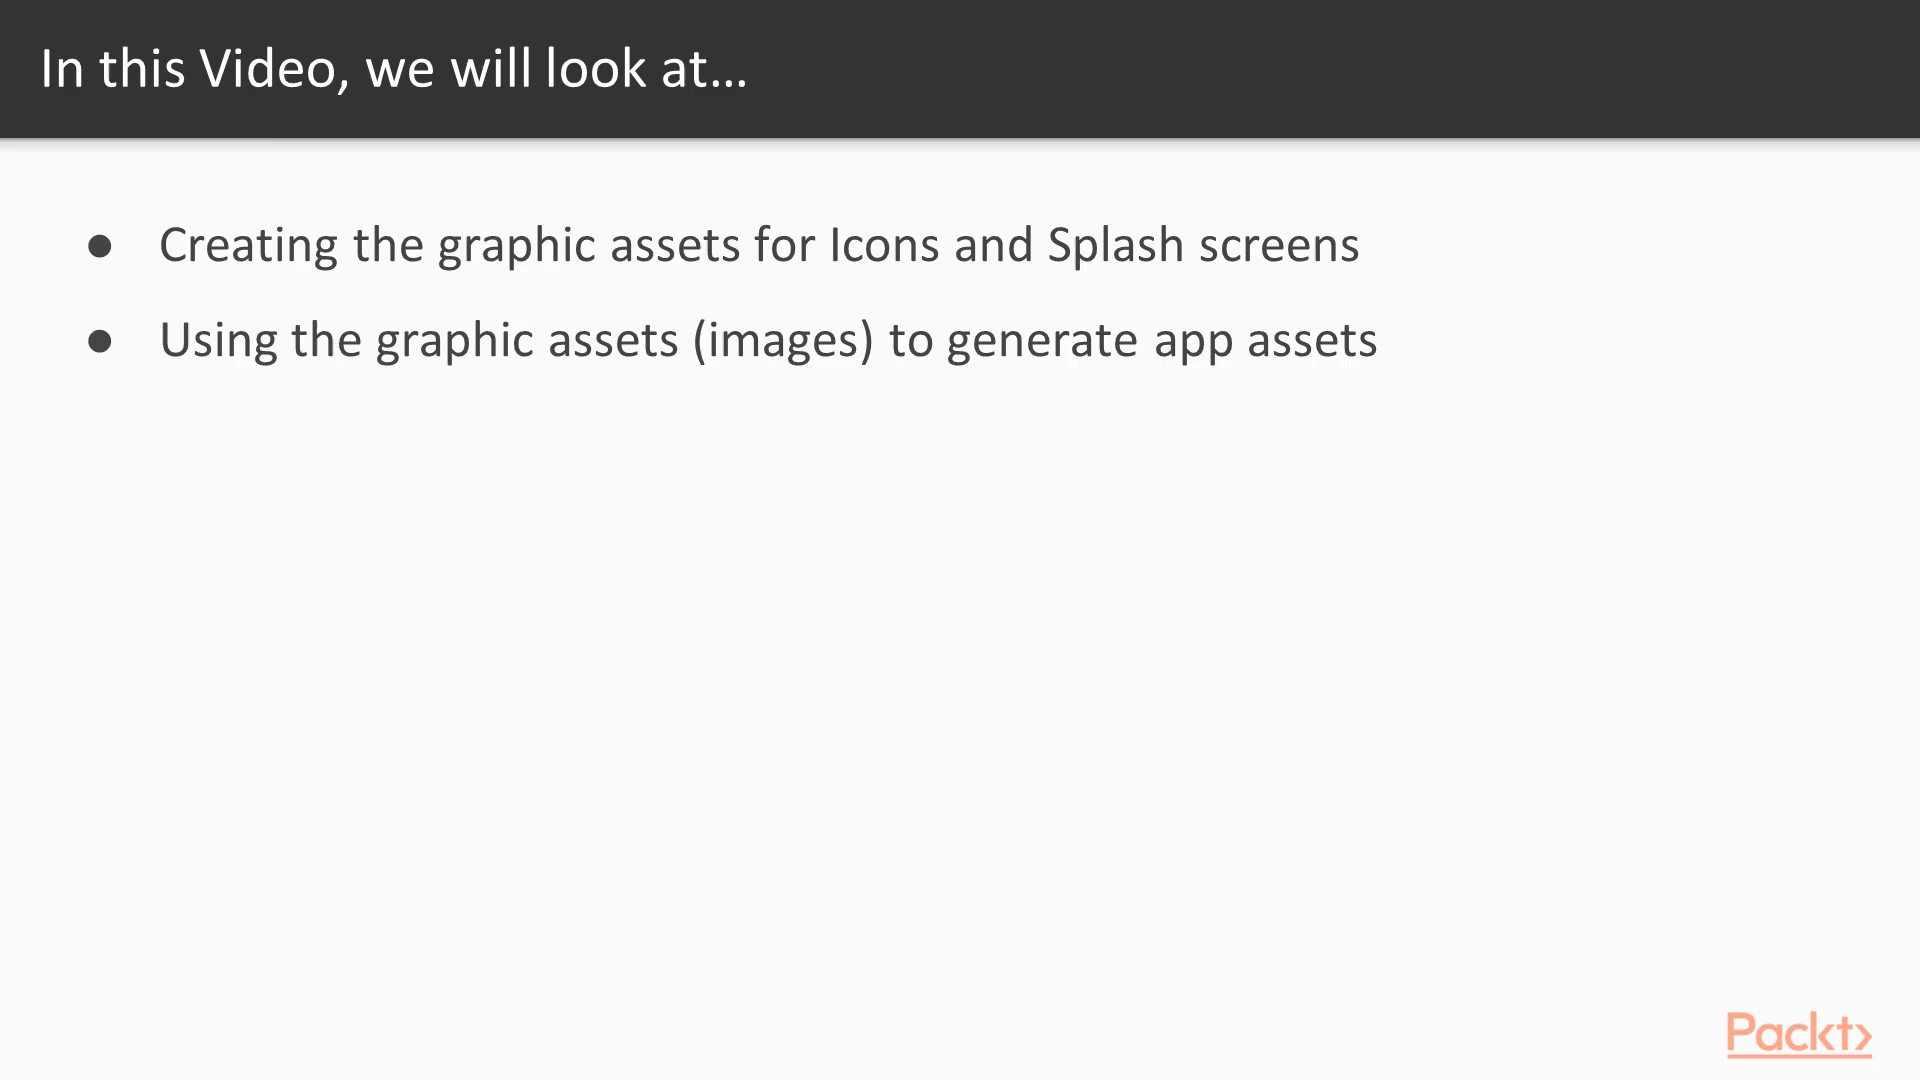 In this Video, we will look at...
● Creating the graphic assets for Icons and Splash screens
● Using the graphic assets (images) to generate app assets
Packt>